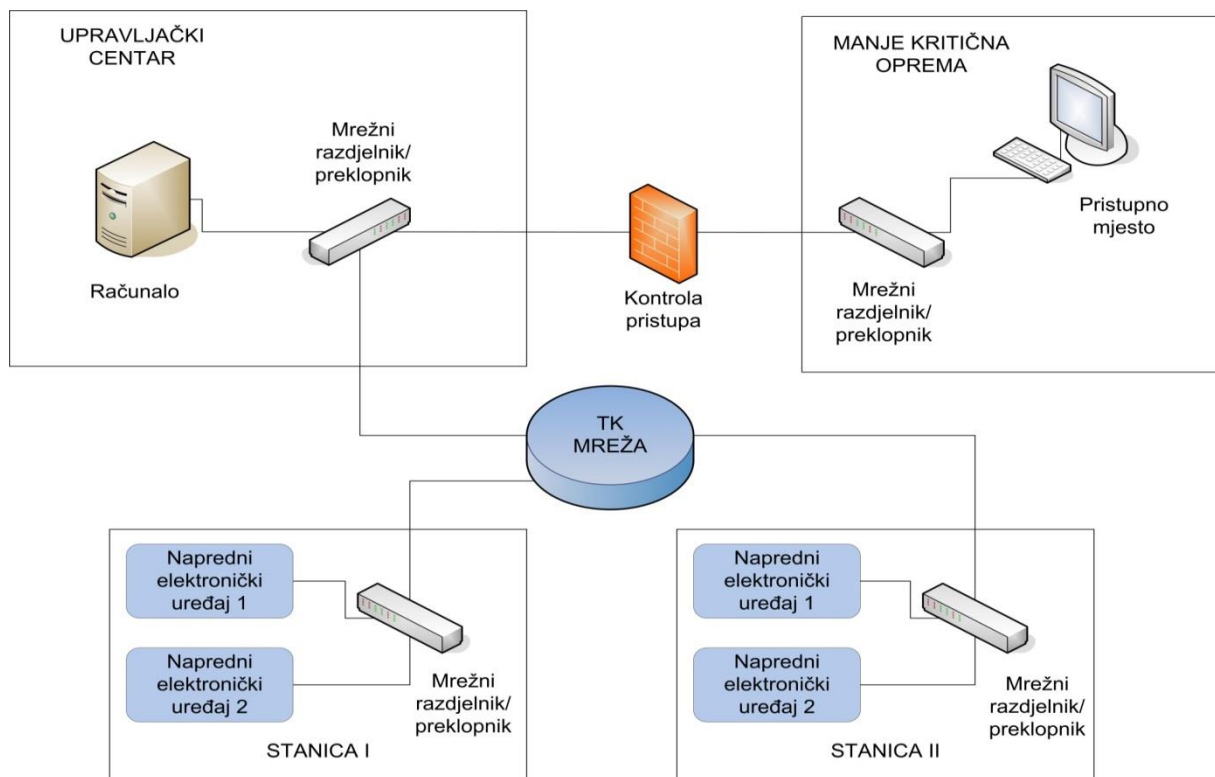 UPRAVLJAČKI
CENTAR
Mrežni
razdjelnik/
preklopnik
Računalo
Kontrola
pristupa
MANJE KRITIČNA
OPREMA
Pristupno
mjesto
Mrežni
razdjelnik/
preklopnik
TK
MREŽA
Napredni
elektronički
uređaj 1
Napredni
elektronički
uređaj 2
Mrežni
razdjelnik/
preklopnik
STANICA I
Napredni
elektronički
uređaj 1
Napredni
elektronički
uređaj 2
Mrežni
razdjelnik/
preklopnik
STANICA II